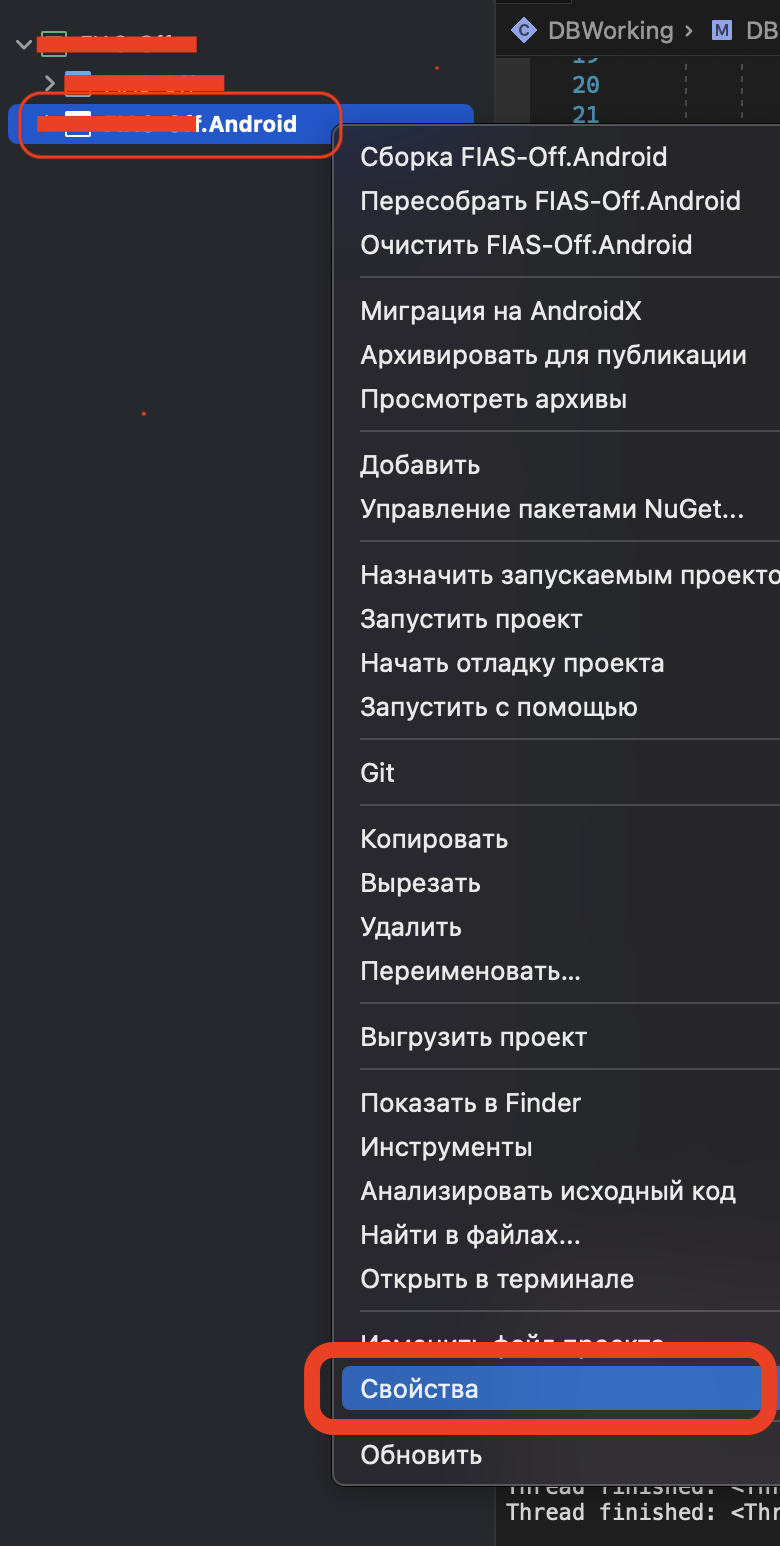 DBWorking › M DB
19
20
21
f.Android
Сборка FIAS-Off.Android
Пересобрать FIAS-Off.Android
Очистить FIAS-Off.Android
Миграция на AndroidX
Архивировать для публикации
Просмотреть архивы
Добавить
Управление пакетами NuGet...
Назначить запускаемым проекто
Запустить проект
Начать отладку проекта
Запустить с помощью
Git
Копировать
Вырезать
Удалить
Переименовать...
Выгрузить проект
Показать в Finder
Инструменты
Анализировать исходный код
Найти в файлах...
Открыть в терминале
Изменить файл проекта
Свойства
Обновить
Thread finished: <Thr
Thread finished: <Thr